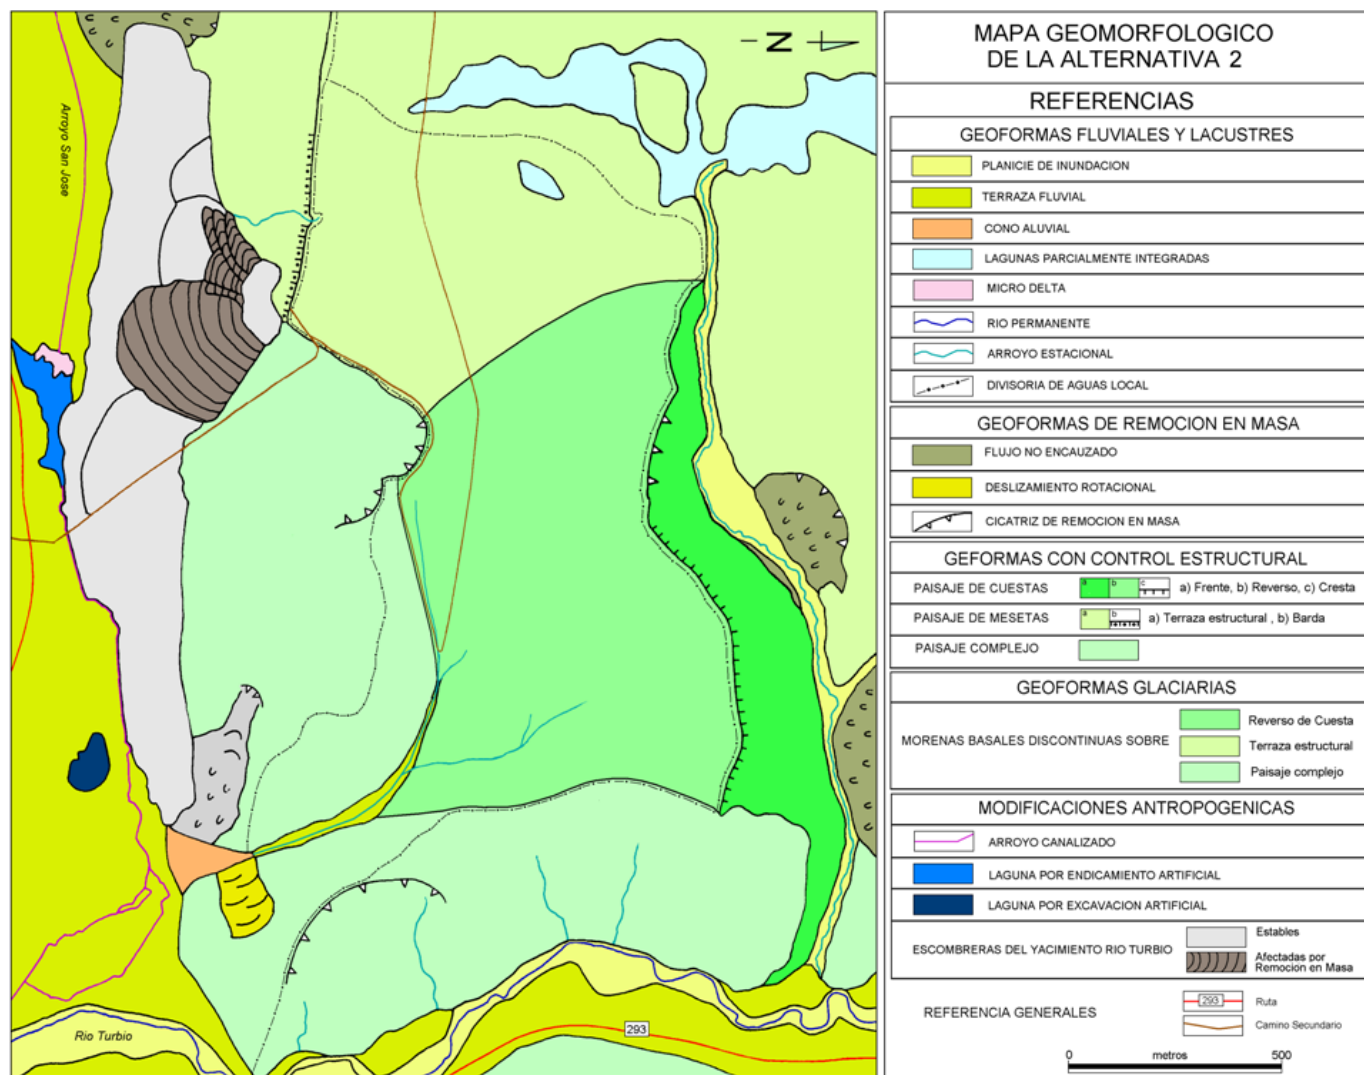 Arroyo San Jose
N
293
Rio Turbio
MAPA GEOMORFOLOGICO
DE LA ALTERNATIVA 2
REFERENCIAS
GEOFORMAS FLUVIALES Y LACUSTRES
PLANICIE DE INUNDACION
TERRAZA FLUVIAL
CONO ALUVIAL
LAGUNAS PARCIALMENTE INTEGRADAS
MICRO DELTA
RIO PERMANENTE
ARROYO ESTACIONAL
DIVISORIA DE AGUAS LOCAL
GEOFORMAS DE REMOCION EN MASA
FLUJO NO ENCAUZADO
DESLIZAMIENTO ROTACIONAL
CICATRIZ DE REMOCION EN MASA
GEFORMAS CON CONTROL ESTRUCTURAL
PAISAJE DE CUESTAS a b c a) Frente, b) Reverso, c) Cresta
PAISAJE DE MESETAS a b a) Terraza estructural , b) Barda
PAISAJE COMPLEJO
GEOFORMAS GLACIARIAS
MORENAS BASALES DISCONTINUAS SOBRE
Reverso de Cuesta
Terraza estructural
Paisaje complejo
MODIFICACIONES ANTROPOGENICAS
ARROYO CANALIZADO
LAGUNA POR ENDICAMIENTO ARTIFICIAL
LAGUNA POR EXCAVACION ARTIFICIAL
ESCOMBRERAS DEL YACIMIENTO RIO TURBIO
Estables
Afectadas por
Remocion en Masa
REFERENCIA GENERALES
293 Ruta
Camino Secundario
0 metros 500